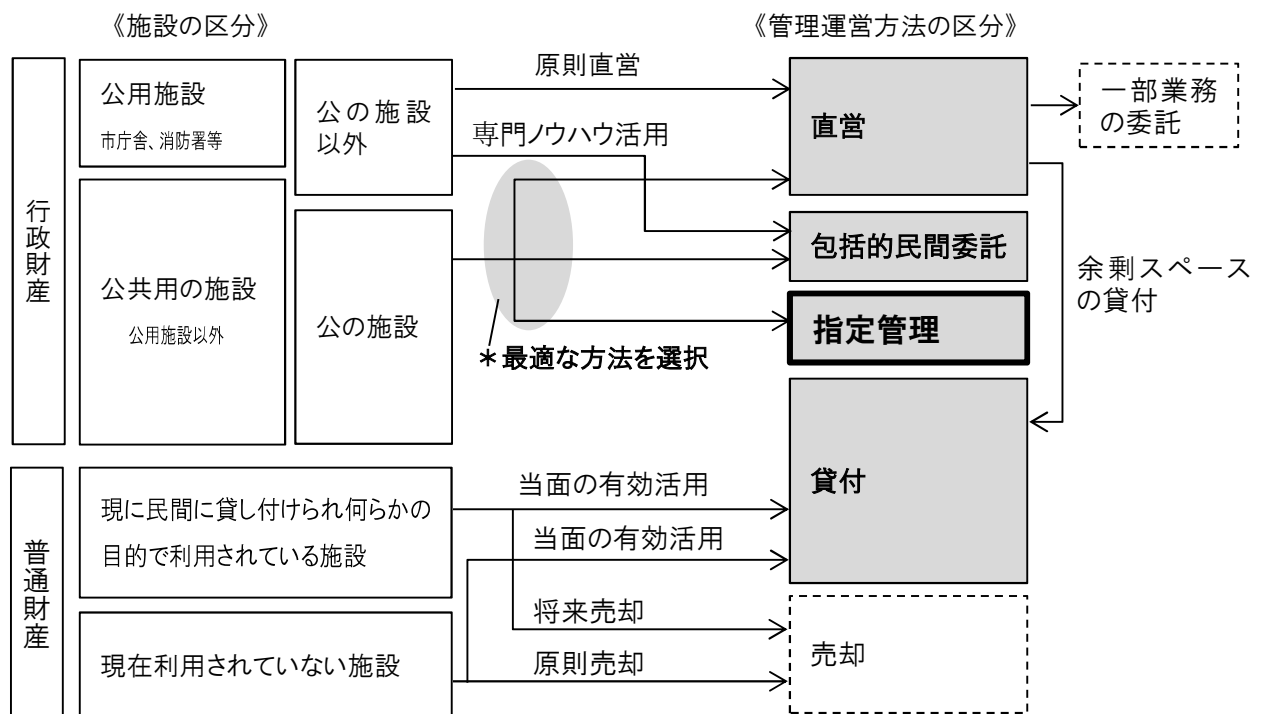 《施設の区分》
《管理運営方法の区分》
行政財産
公用施設
市庁舎、消防署等
公の施設
以外
公共用の施設
公用施設以外
公の施設
原則直営
専門ノウハウ活用
＊最適な方法を選択
直営
一部業務
の委託
包括的民間委託
指定管理
余剰スペース
の貸付
貸付
普通財産
現に民間に貸し付けられ何らかの
目的で利用されている施設
現在利用されていない施設
当面の有効活用
当面の有効活用
将来売却
原則売却
売却